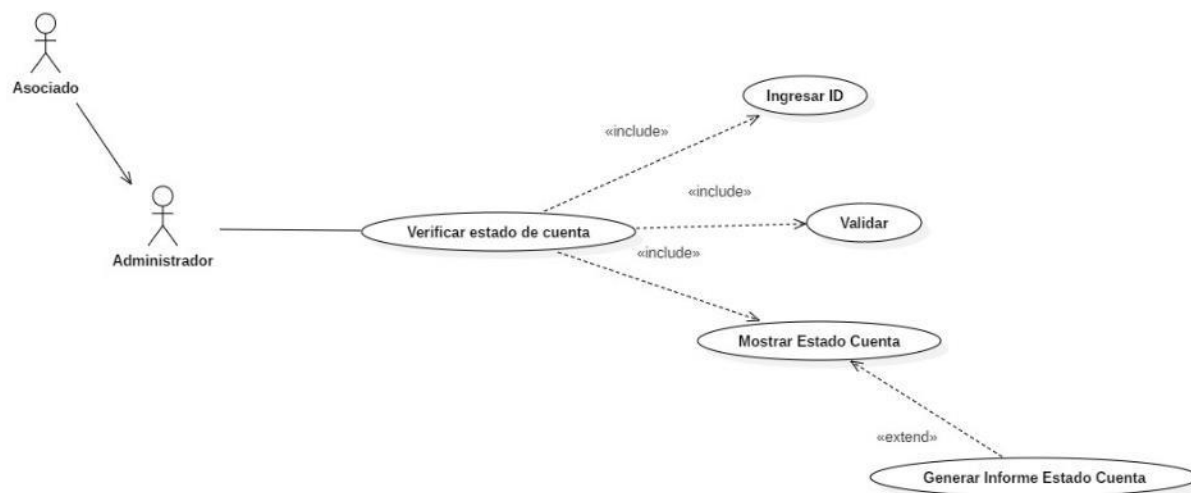 Asociado
Ingresar ID
«include»
«include»
Validar
Verificar estado de cuenta
Administrador
«include»
Mostrar Estado Cuenta
«extend»
Generar Informe Estado Cuenta